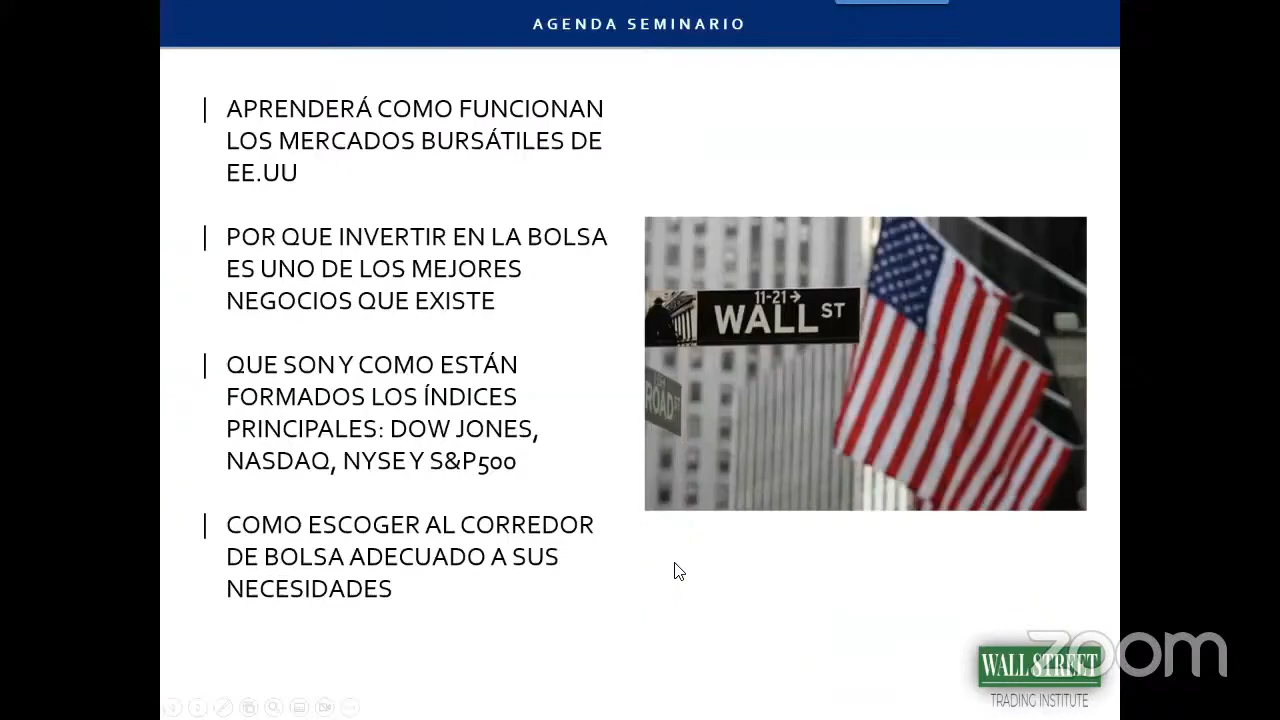 AGENDA SEMINARIO
| APRENDERÁ COMO FUNCIONAN
LOS MERCADOS BURSÁTILES DE
EE.UU
| POR QUE INVERTIR EN LA BOLSA
ES UNO DE LOS MEJORES
NEGOCIOS QUE EXISTE
| QUE SON Y COMO ESTÁN
FORMADOS LOS ÍNDICES
PRINCIPALES: DOW JONES,
NASDAQ, NYSE Y S&P500
| COMO ESCOGER AL CORREDOR
DE BOLSA ADECUADO A SUS
NECESIDADES
11-21→
WALL ST
ROAD ST
zoom
WALL STREET
TRADING INSTITUTE